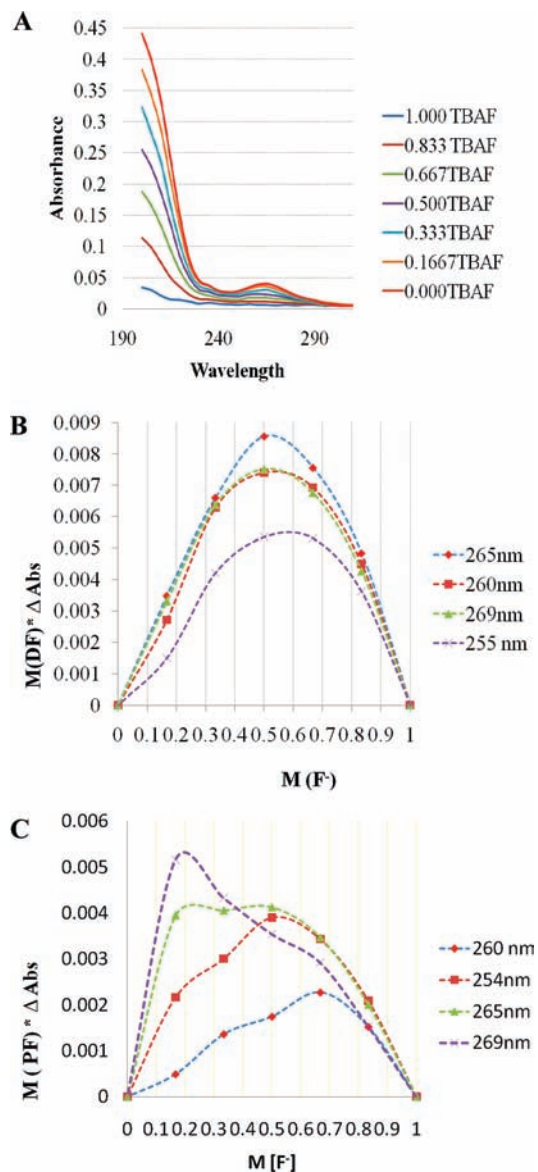 A
0.45
0.4
0.35
0.3
0.25
0.2
0.15
0.1
0.05
0
Absorbance
190 240 290
Wavelength
1.000 TBAF
0.833 TBAF
0.667TBAF
0.500TBAF
0.333TBAF
0.1667TBAF
0.000TBAF
B
0.009
0.008
0.007
0.006
0.005
0.004
0.003
0.002
0.001
0
M(DF)* Δ Abs
0 0.1 0.2 0.3 0.4 0.5 0.6 0.7 0.8 0.9 1
M (F-)
265nm
260nm
269nm
255 nm
C
0.006
0.005
0.004
0.003
0.002
0.001
0
M ( PF) * Δ Abs
0 0.1 0.2 0.3 0.4 0.5 0.6 0.7 0.8 0.9 1
M [F-]
260 nm
254nm
265nm
269nm